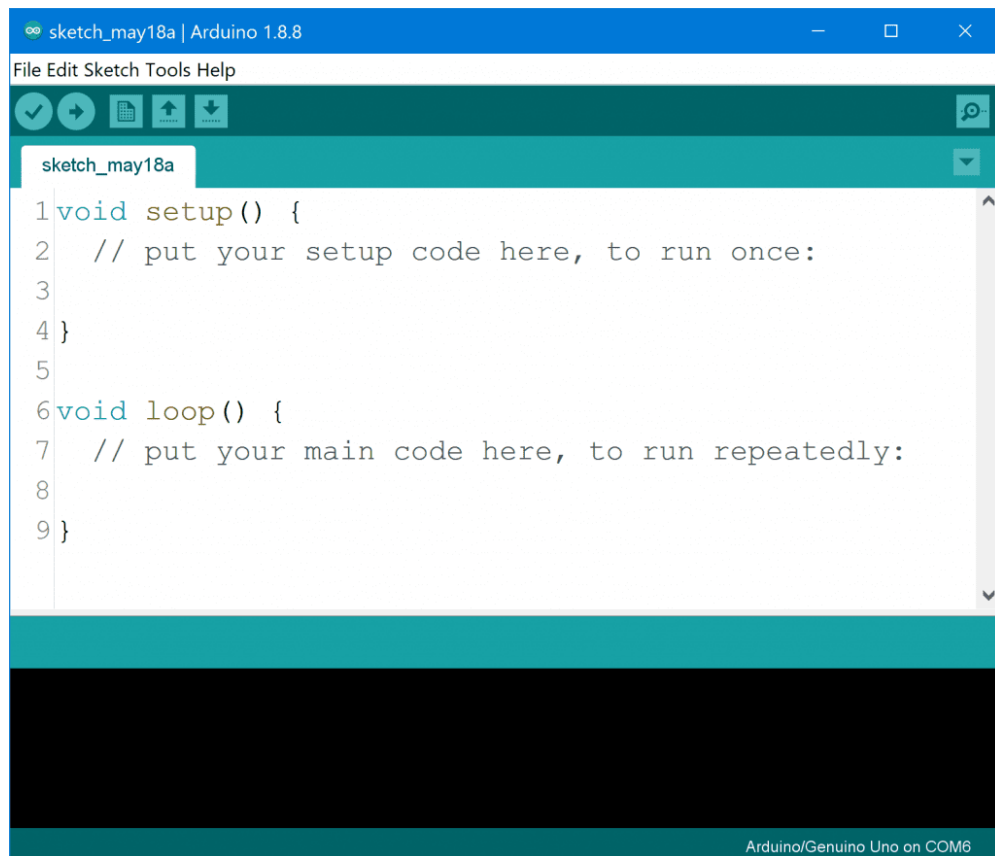 sketch_may18a | Arduino 1.8.8
File Edit Sketch Tools Help
sketch_may18a
1 void setup() {
2   // put your setup code here, to run once:
3
4 }
5
6 void loop() {
7   // put your main code here, to run repeatedly:
8
9 }
Arduino/Genuino Uno on COM6